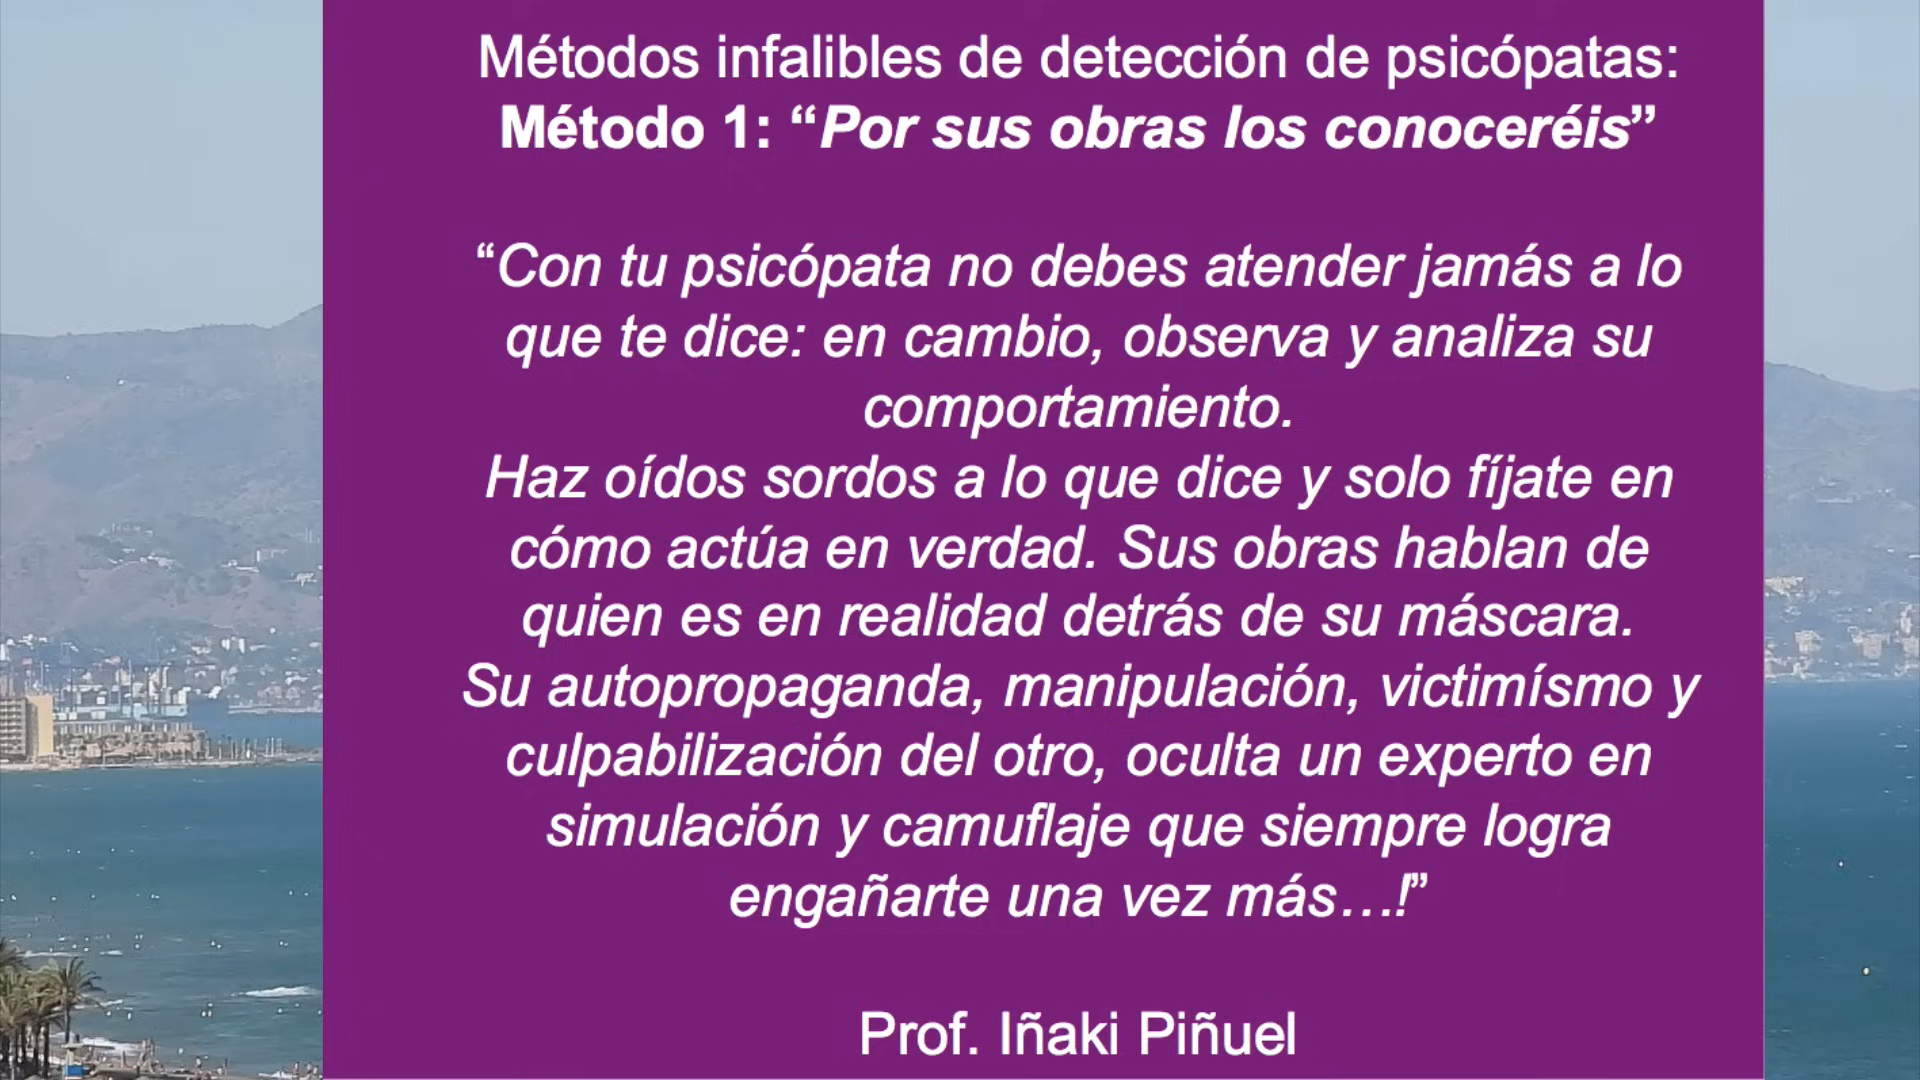 Métodos infalibles de detección de psicópatas:
Método 1: “Por sus obras los conoceréis”
“Con tu psicópata no debes atender jamás a lo
que te dice: en cambio, observa y analiza su
comportamiento.
Haz oídos sordos a lo que dice y solo fíjate en
cómo actúa en verdad. Sus obras hablan de
quien es en realidad detrás de su máscara.
Su autopropaganda, manipulación, victimísmo y
culpabilización del otro, oculta un experto en
simulación y camuflaje que siempre logra
engañarte una vez más…!”
Prof. Iñaki Piñuel